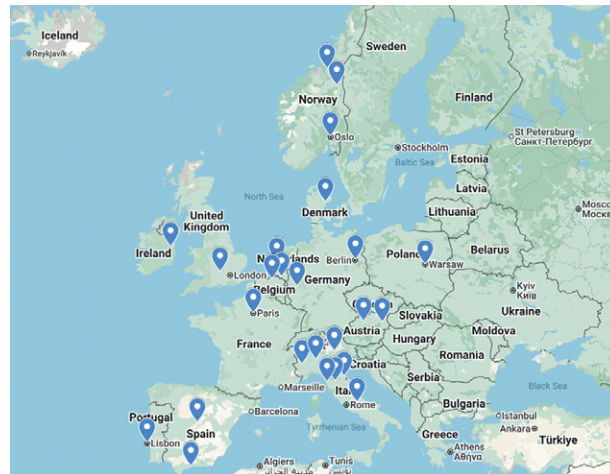 Iceland
Reykjavík
Sweden
Norway
Finland
Oslo
Stockholm
St Petersburg
Санкт-Петербург
Estonia
Baltic Sea
Latvia
North Sea
Denmark
Lithuania
Mosco
Моск
United
Kingdom
Ireland
Belarus
Berlin
Poland
Warsaw
London
Belgium
Germany
Kyiv
Київ
Paris
Ukraine
Slovakia
Austria
Moldova
Hungary
France
Romania
Croatia
Serbia
Marseille
Black Sea
Bulgaria
Barcelona
Rome
Istanbul
Portugal
Spain
Ankara
Tyrrhenian Sea
Greece
Türkiye
Lisbon
Athens
Αθήνα
Algiers
Tunis
تونس